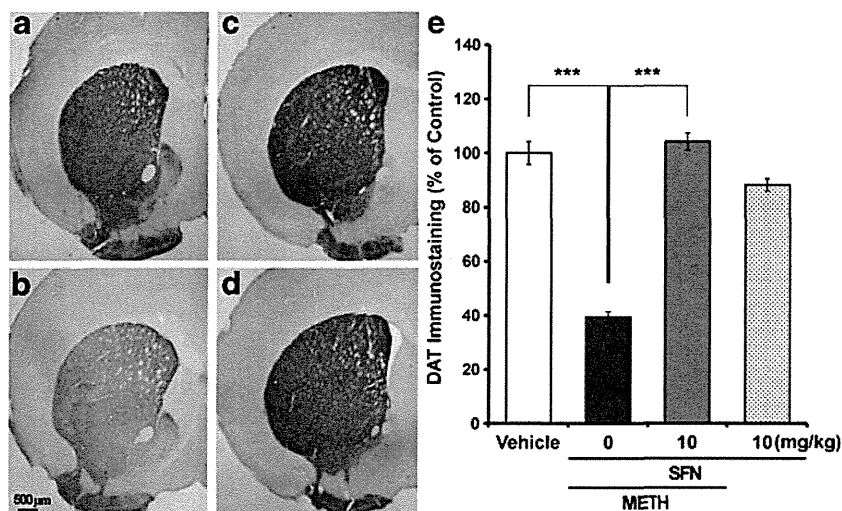 a
c
b
d
500µm
e
DAT Immunostaining (% of Control)
140
120
100
80
60
40
20
0
***
***
Vehicle
0
10
10(mg/kg)
SFN
METH